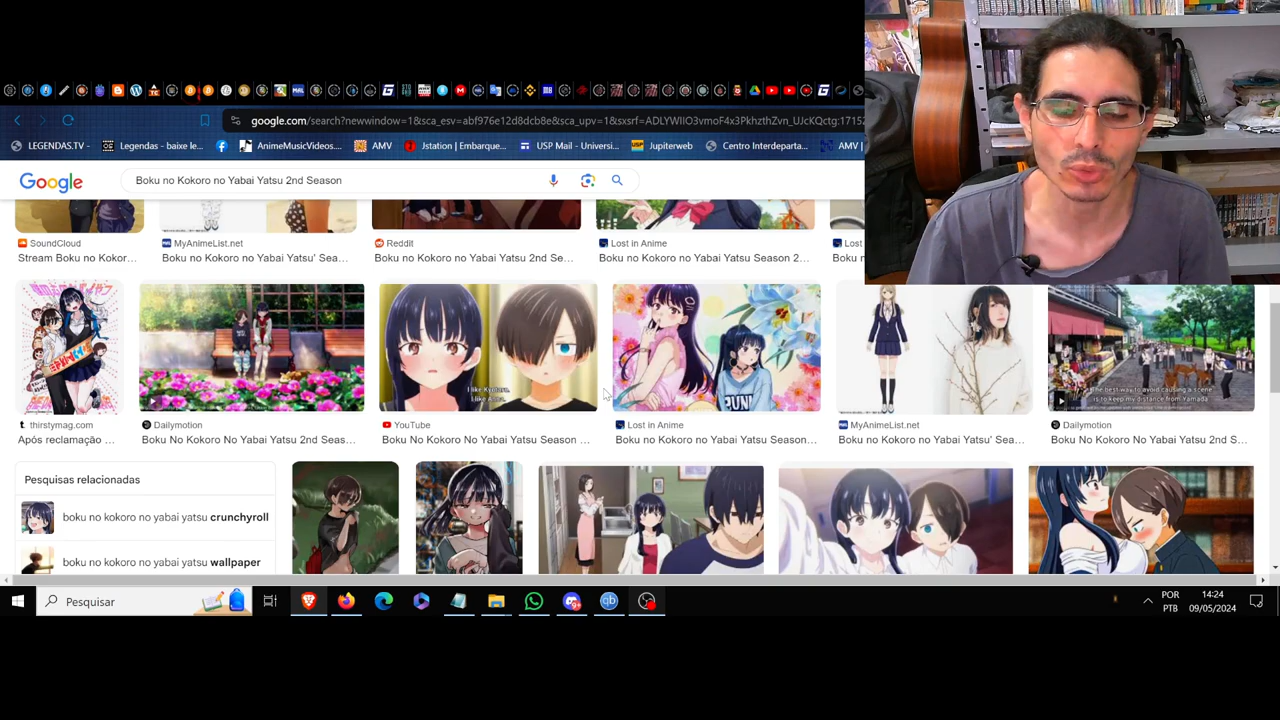 google.com/search?newwindow=1&sca_esv=abf976e12d8dcb8e&sca_upv=1&sxsrf=ADLYWIIO3vmoF4x3PkhzthZvn_UJcKQctg:17152
LEGENDAS.TV -
Legendas - baixe le...
AnimeMusicVideos....
AMV
Jstation | Embarque...
USP Mail - Universi...
Jupiterweb
Centro Interdeparta...
AMV |
Google
Boku no Kokoro no Yabai Yatsu 2nd Season
SoundCloud
Stream Boku no Kokor...
MyAnimeList.net
Boku no Kokoro no Yabai Yatsu' Sea...
Reddit
Boku no Kokoro no Yabai Yatsu 2nd Se...
Lost in Anime
Boku no Kokoro no Yabai Yatsu Season 2...
Lost
Boku n
I like Kyotaro.
thirstymag.com
Após reclamação ...
Dailymotion
Boku No Kokoro No Yabai Yatsu 2nd Seas...
YouTube
Boku No Kokoro No Yabai Yatsu Season ...
Lost in Anime
Boku no Kokoro no Yabai Yatsu Season...
MyAnimeList.net
Boku no Kokoro no Yabai Yatsu' Sea...
The best way to avoid causing a scene
is to keep my distance from Yamada
Dailymotion
Boku No Kokoro No Yabai Yatsu 2nd S...
Pesquisas relacionadas
boku no kokoro no yabai yatsu crunchyroll
boku no kokoro no yabai yatsu wallpaper
Pesquisar
POR
PTB
14:24
09/05/2024